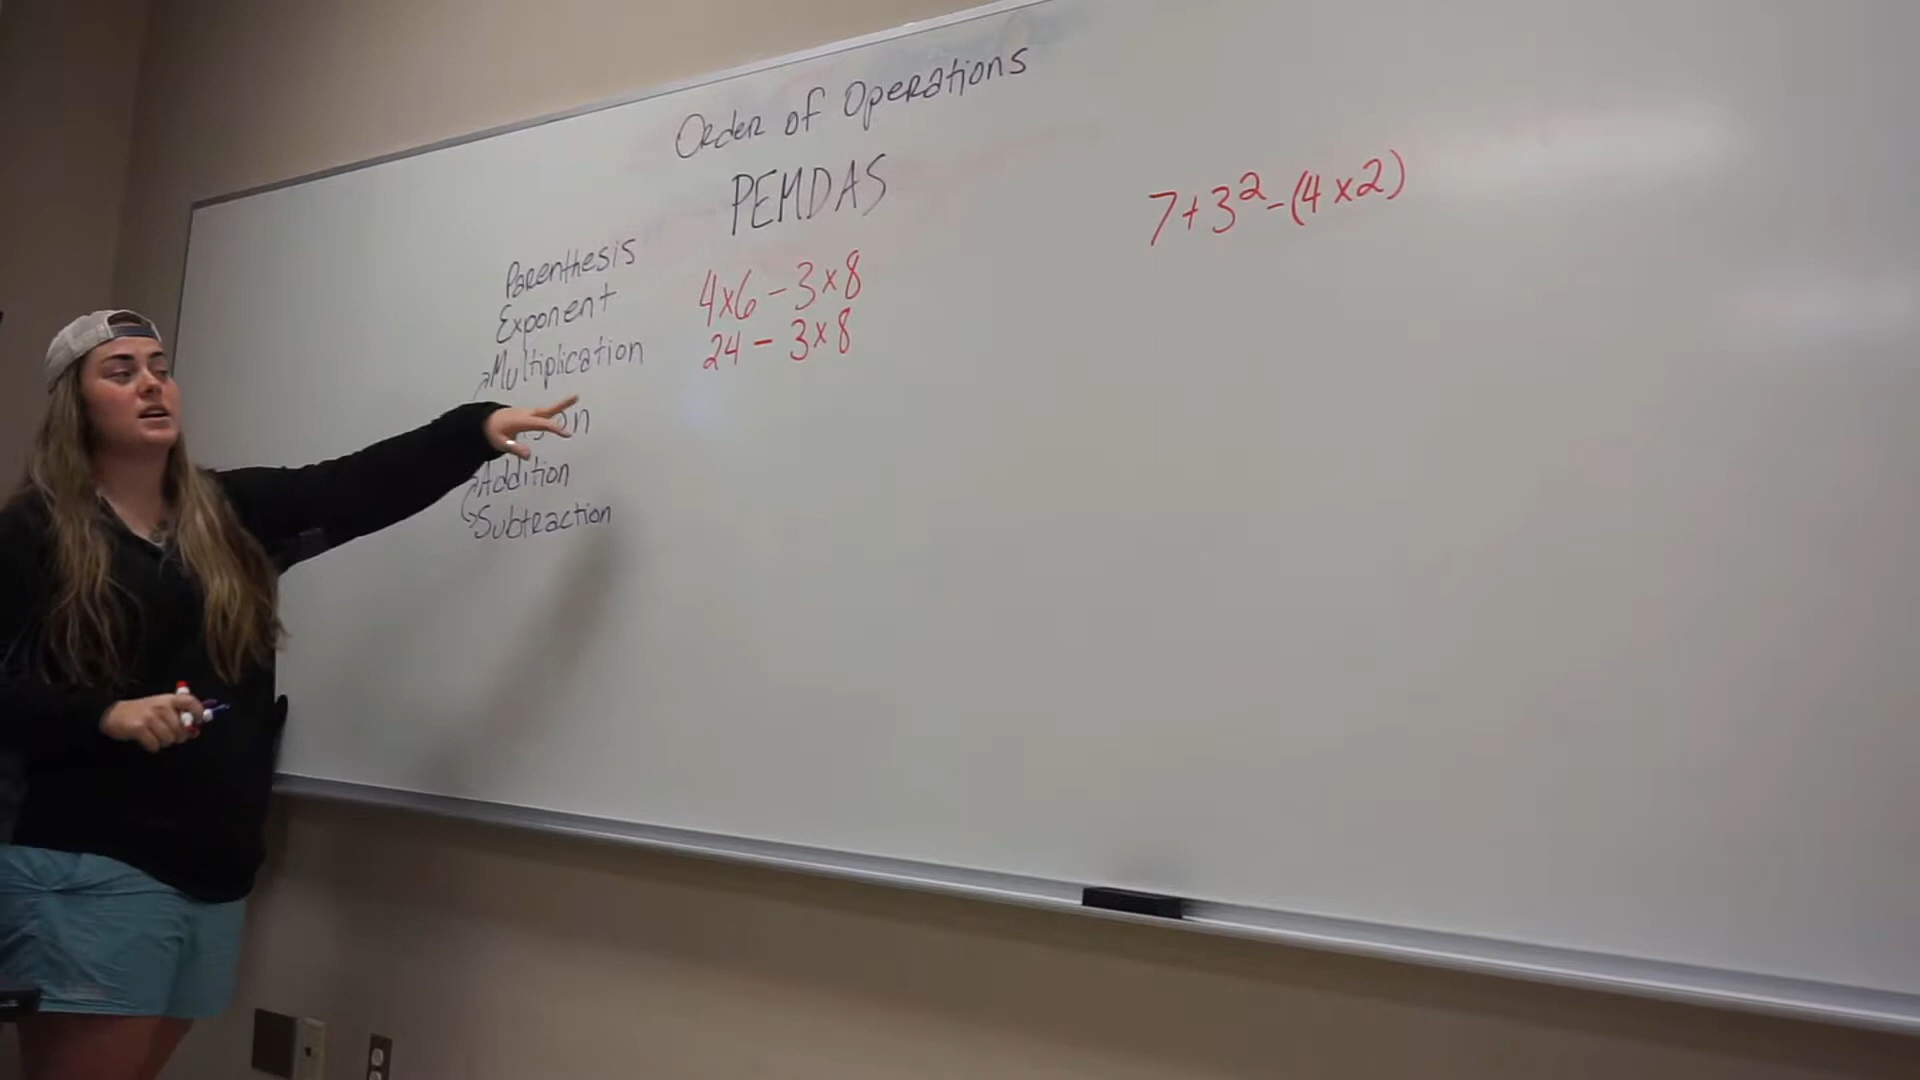 Order of Operations
PEMDAS
Parenthesis
Exponent
Multiplication
Addition
Subtraction
4x6 - 3x8
24 - 3x8
7+3²-(4x2)